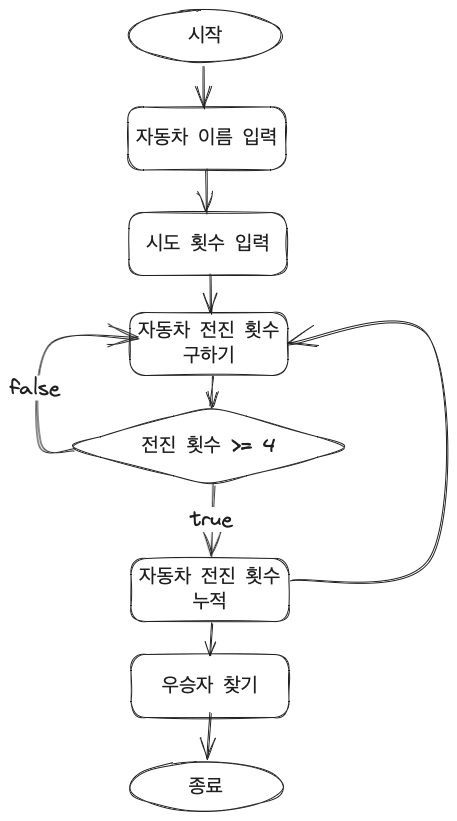 시작
자동차 이름 입력
시도 횟수 입력
자동차 전진 횟수
구하기
false
전진 횟수 >= 4
true
자동차 전진 횟수
누적
우승자 찾기
종료